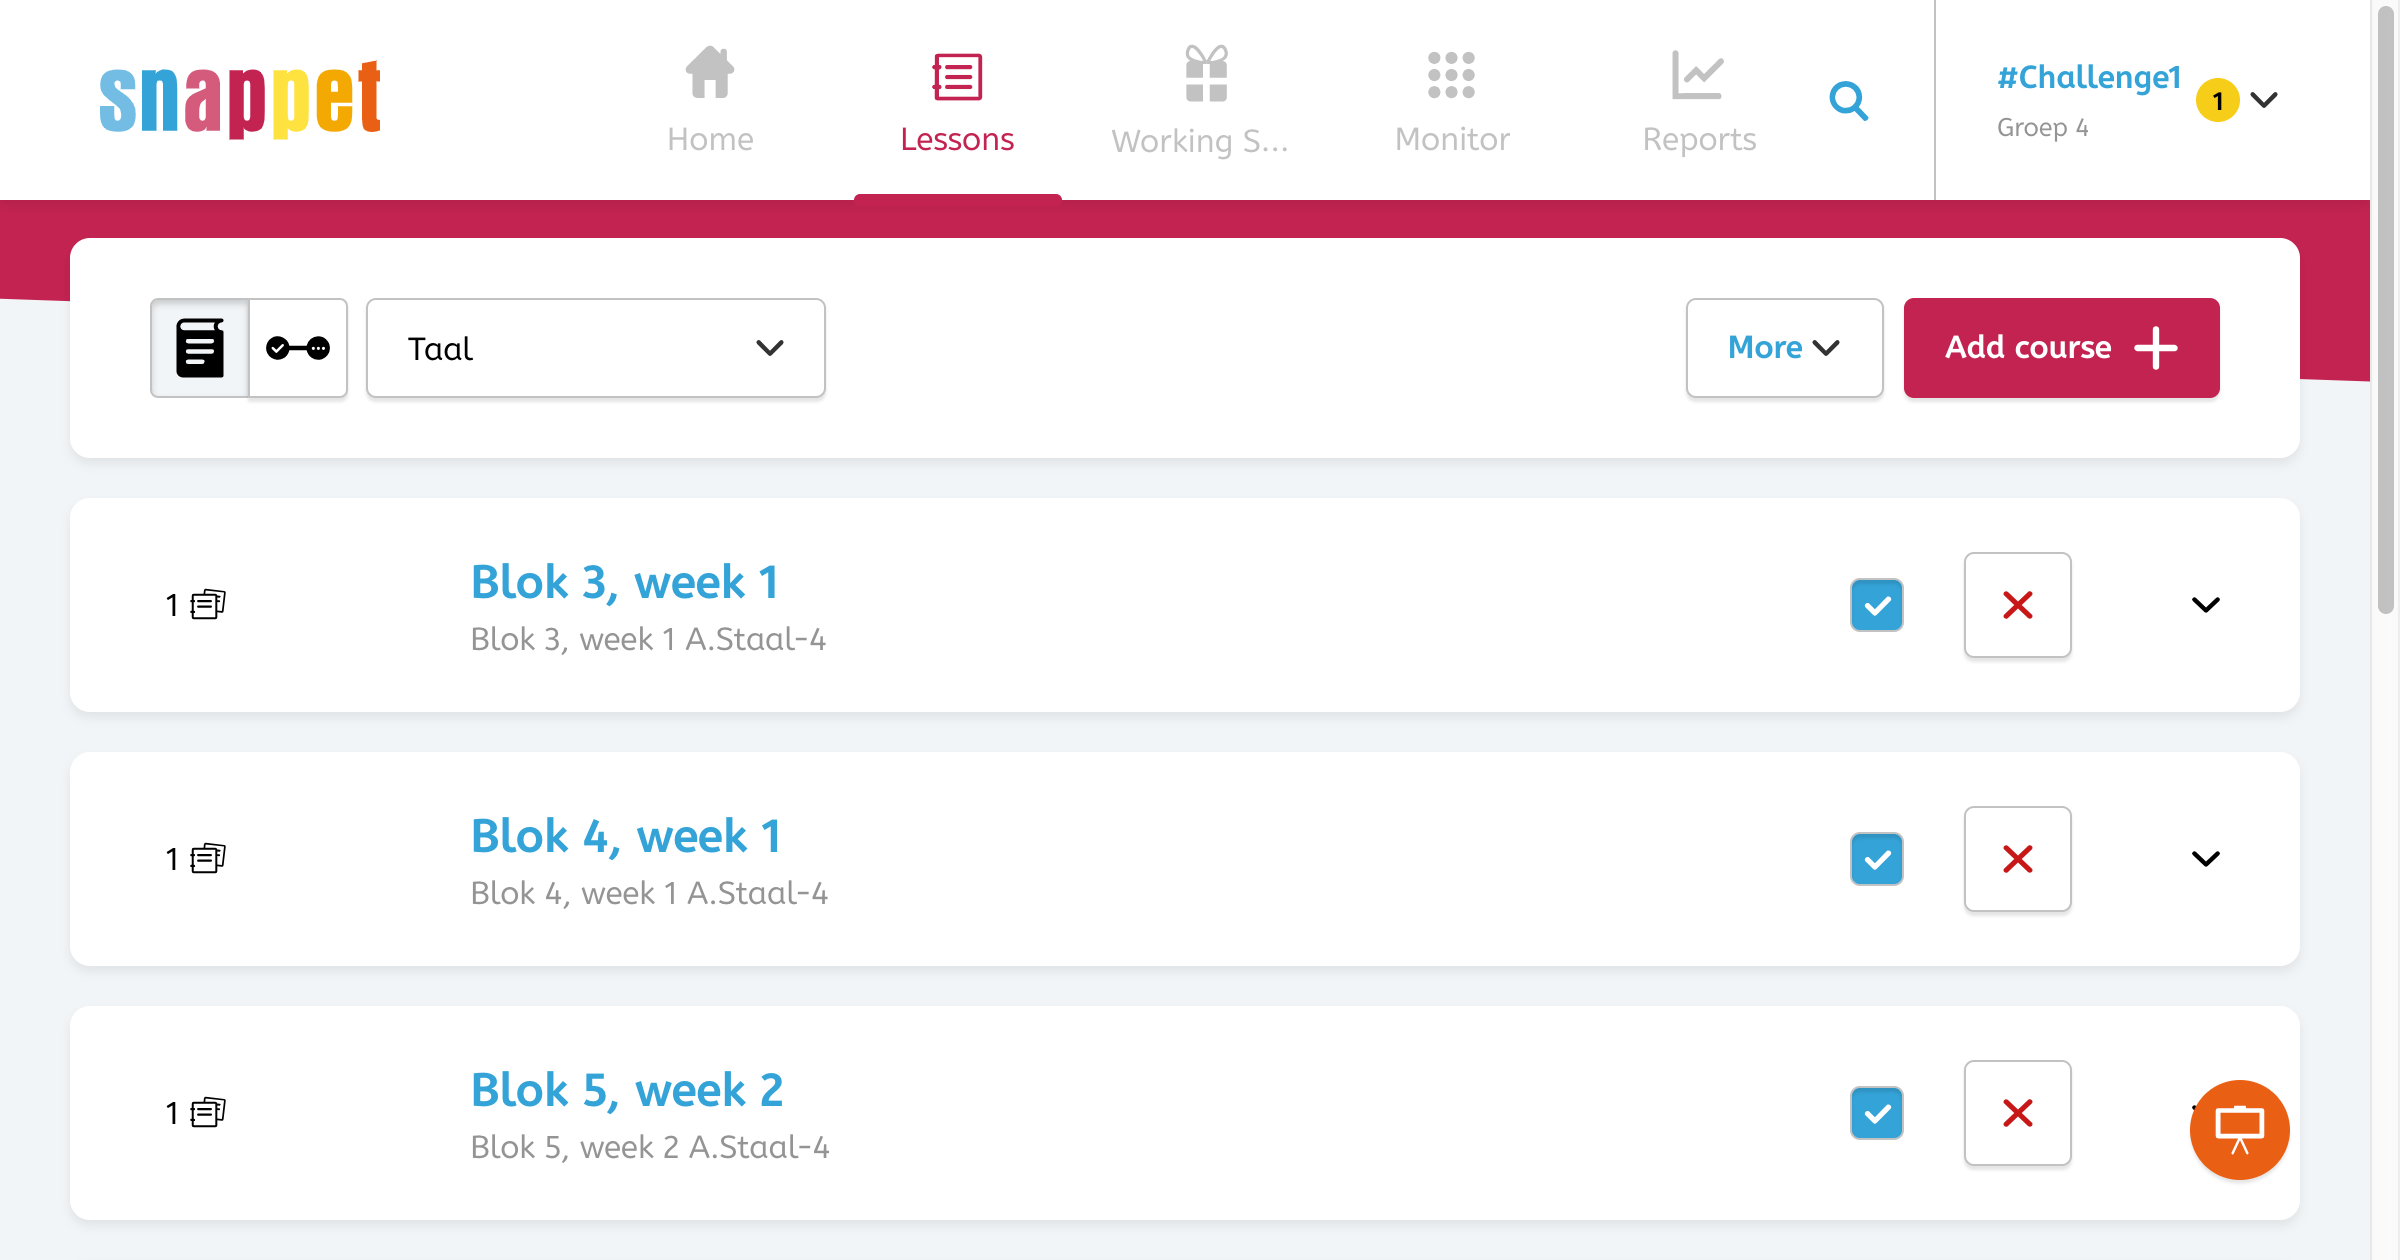 snappet
Home
Lessons
Working S...
Monitor
Reports
#Challenge1
Groep 4
1
Taal
More
Add course
1
Blok 3, week 1
Blok 3, week 1 A.Staal-4
1
Blok 4, week 1
Blok 4, week 1 A.Staal-4
1
Blok 5, week 2
Blok 5, week 2 A.Staal-4